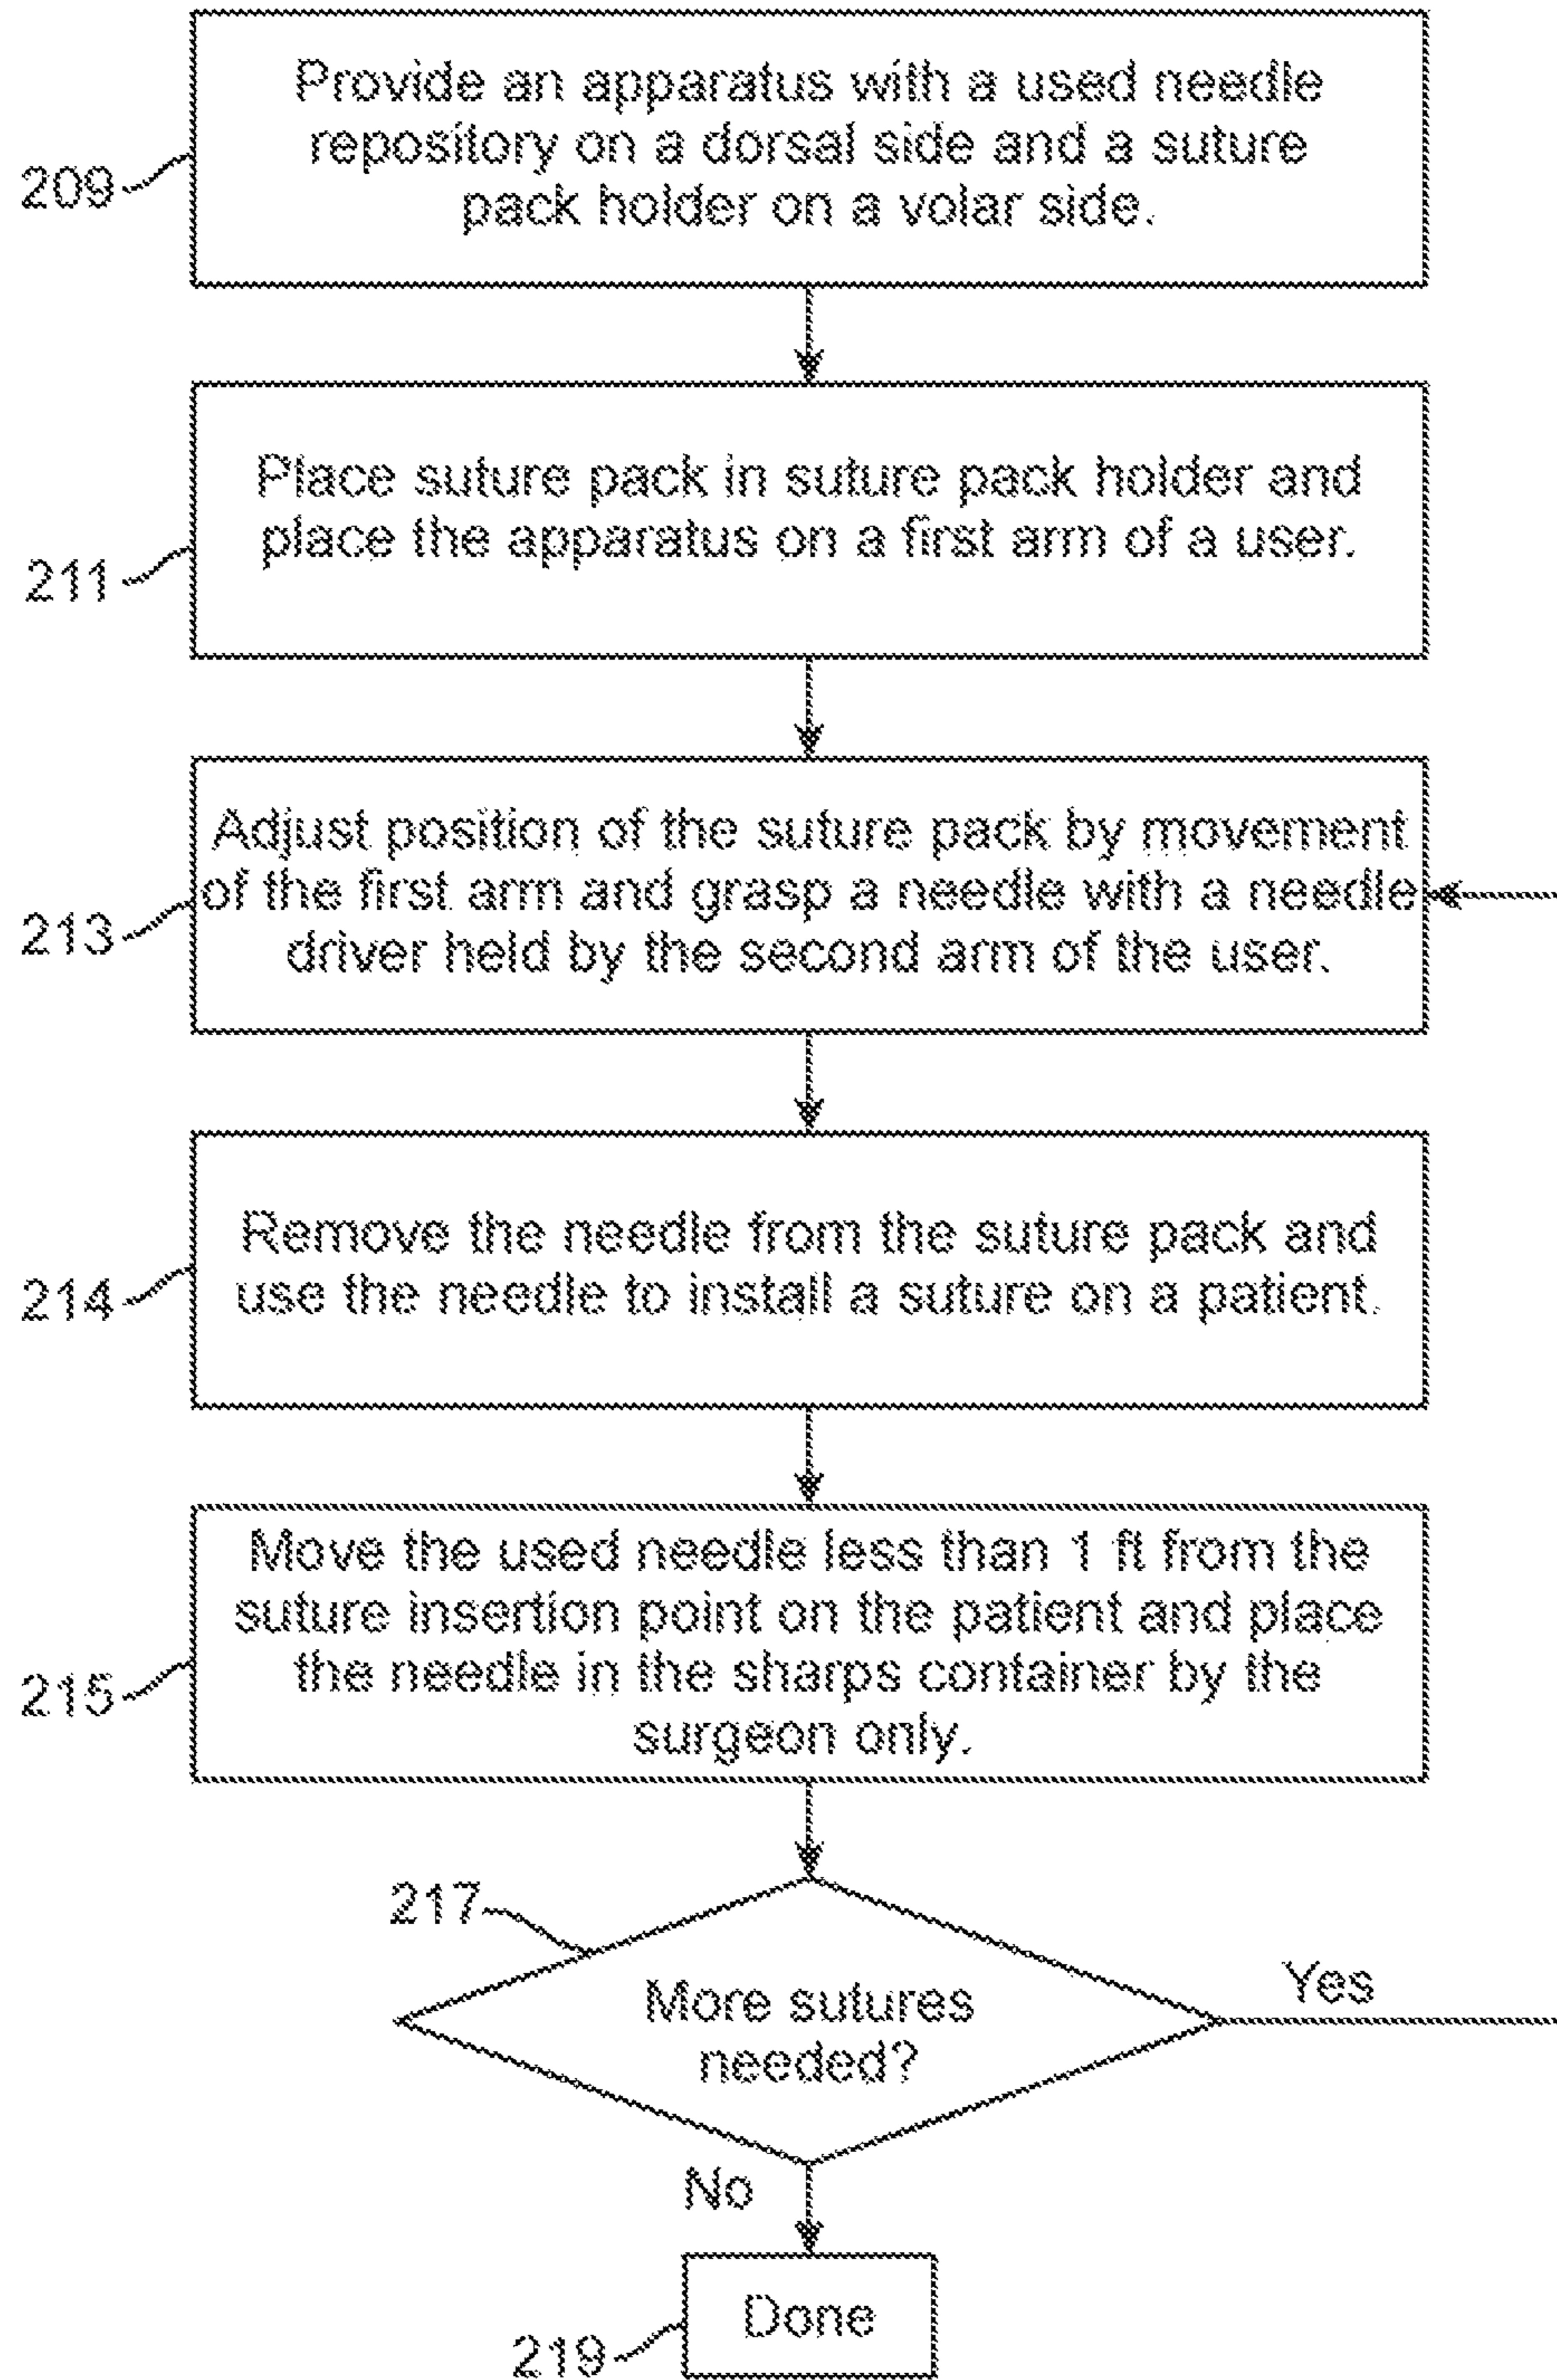 Provide an apparatus with a used needle
repository on a dorsal side and a suture
pack holder on a volar side.
209
Place suture pack in suture pack holder and
place the apparatus on a first arm of a user.
211
Adjust position of the suture pack by movement
of the first arm and grasp a needle with a needle
driver held by the second arm of the user.
213
Remove the needle from the suture pack and
use the needle to install a suture on a patient.
214
Move the used needle less than 1 ft from the
suture insertion point on the patient and place
the needle in the sharps container by the
surgeon only.
215
217
More sutures
needed?
Yes
No
Done
219